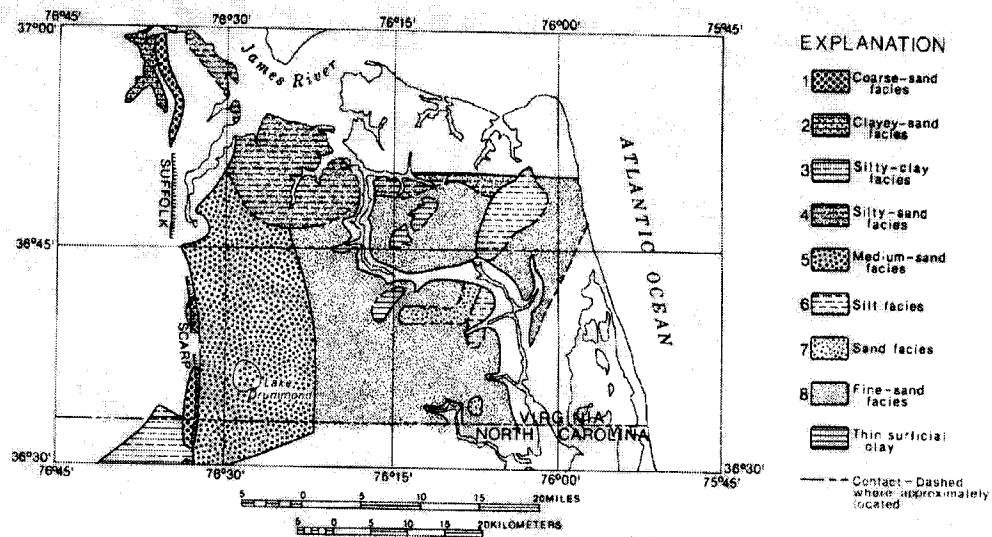 76°45' 76°30' 76°15' 76°00' 75°45'
37°00'
James River
SUFFOLK
SCARP
36°45'
ATLANTIC OCEAN
Lake Drummond
VIRGINIA
NORTH CAROLINA
36°30' 36°30'
76°45' 76°30' 76°15' 76°00' 75°45'
5 0 5 10 15 20 MILES
5 0 5 10 15 20 KILOMETERS
EXPLANATION
1 Coarse-sand
facies
2 Clayey-sand
facies
3 Silty-clay
facies
4 Silty-sand
facies
5 Medium-sand
facies
6 Silt facies
7 Sand facies
8 Fine-sand
facies
Thin surficial
clay
Contact-Dashed
where approximately
located